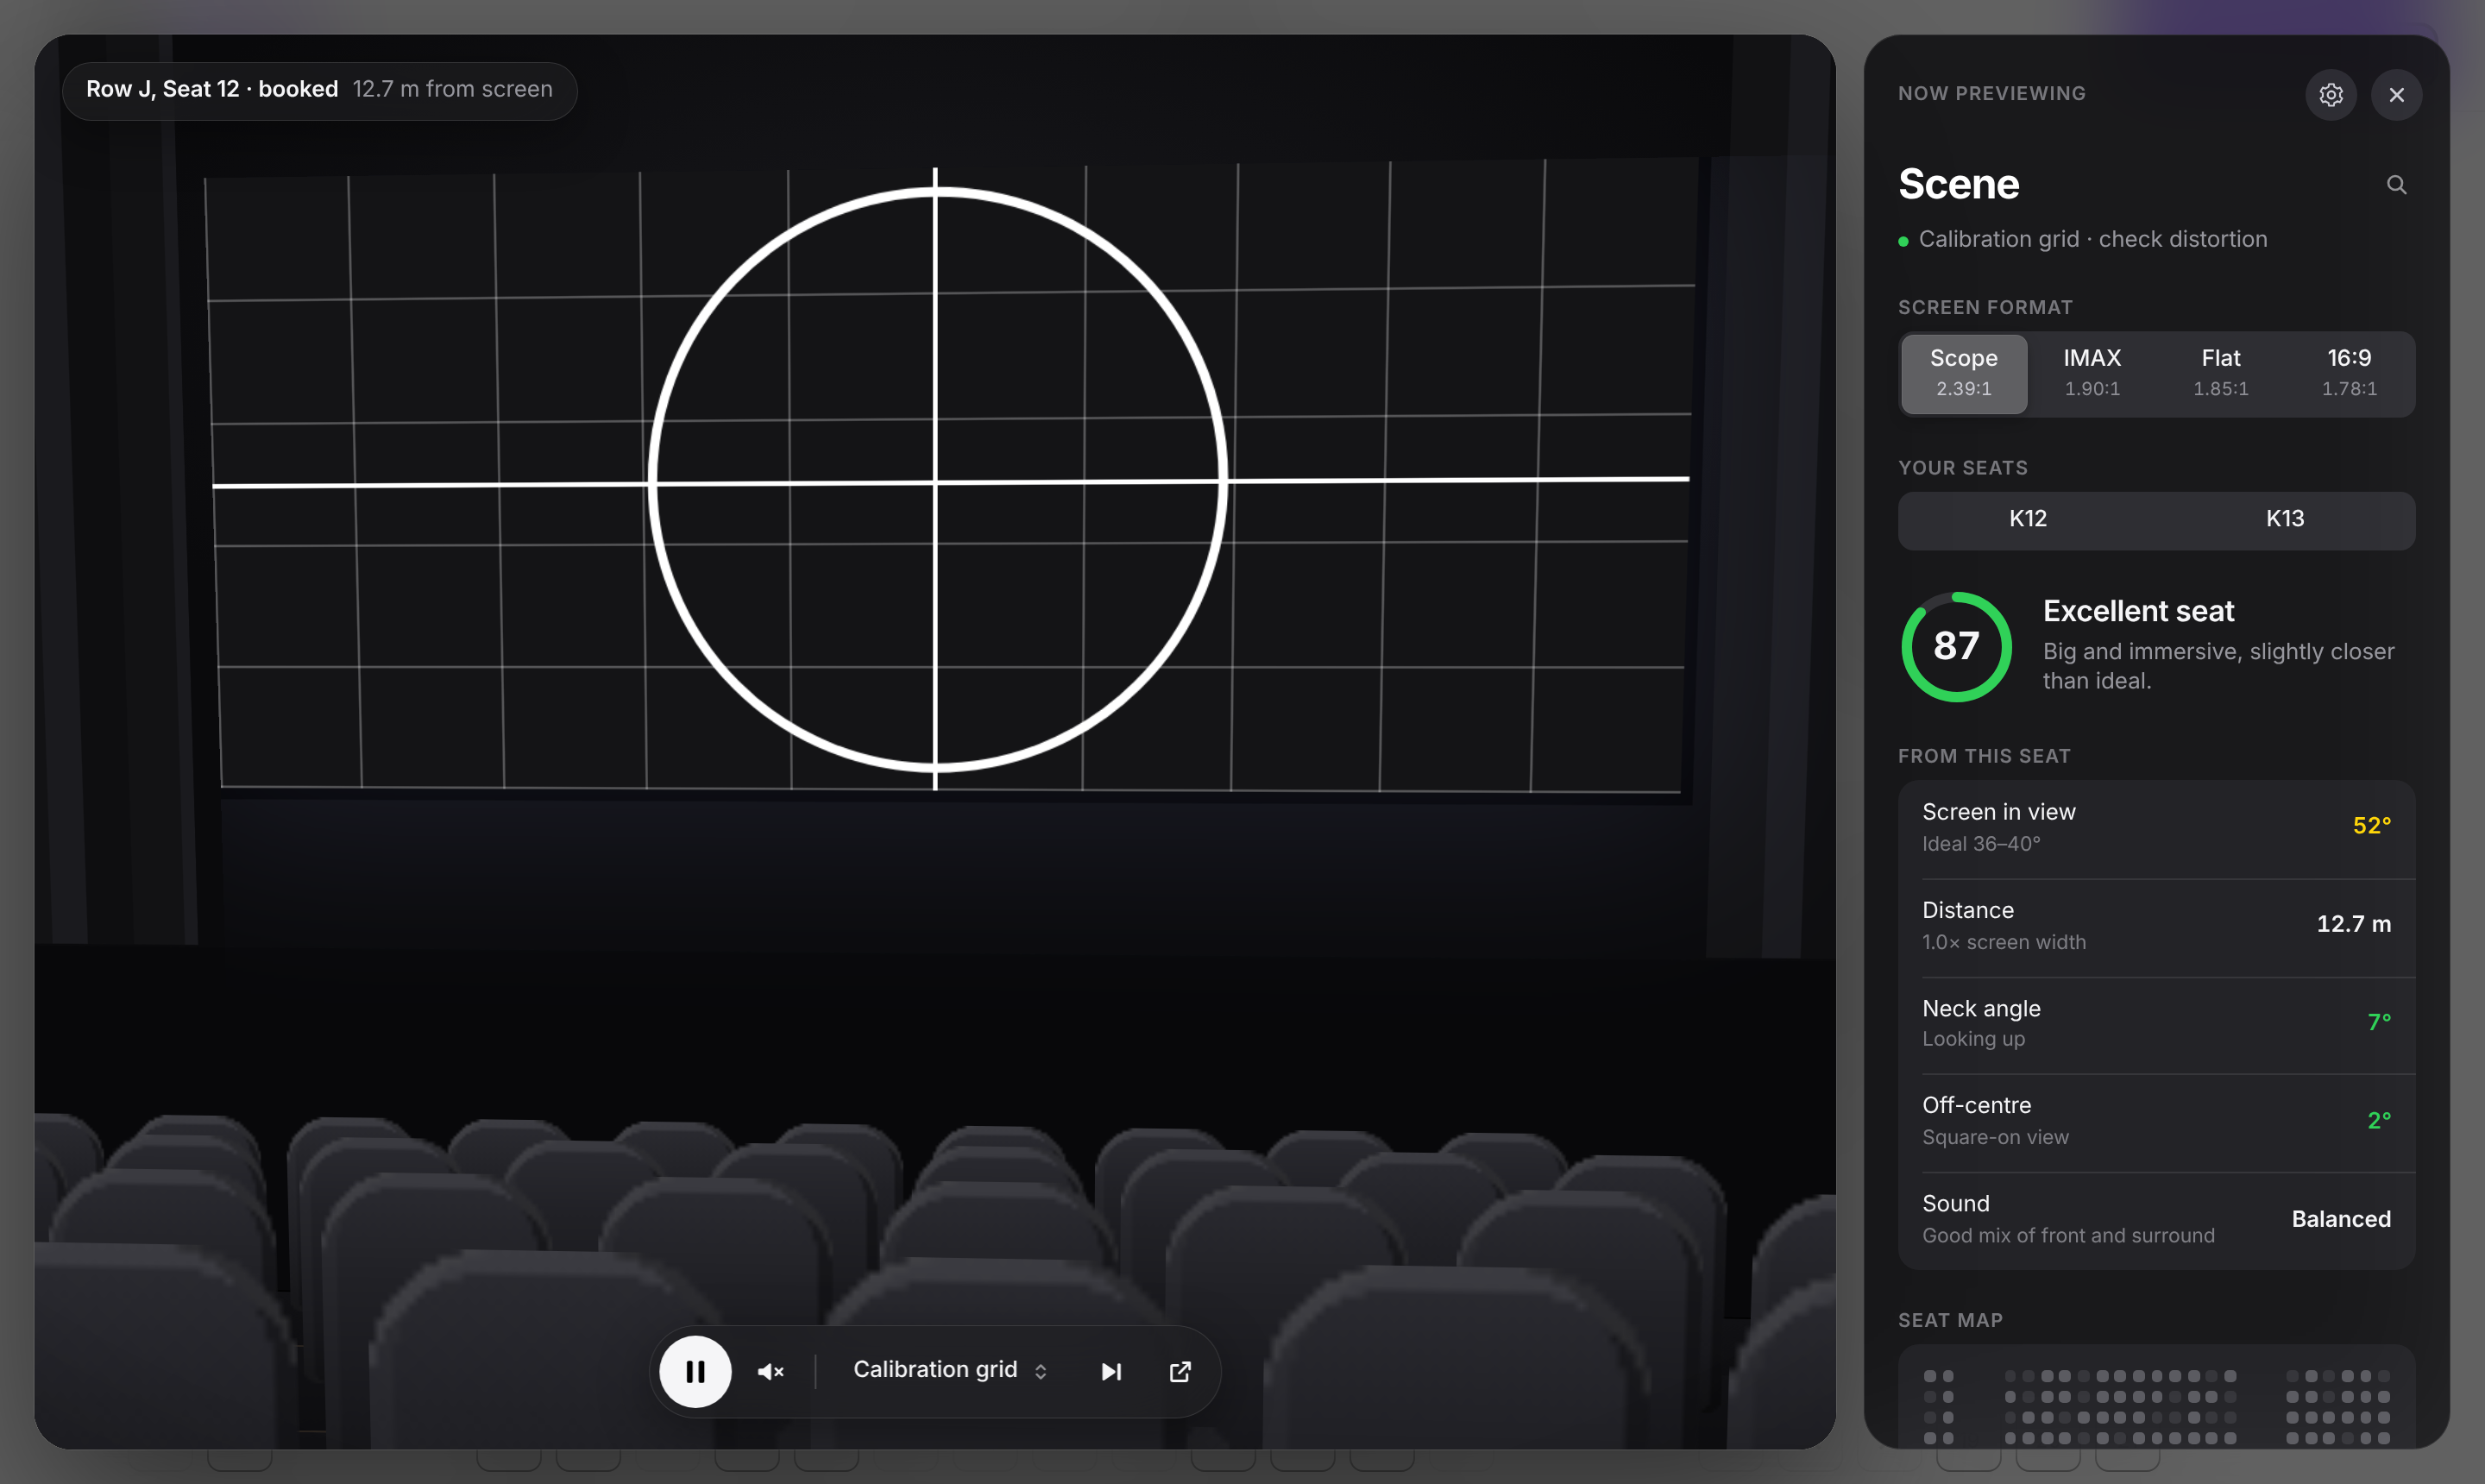 Row J, Seat 12 · booked 12.7 m from screen
Calibration grid
NOW PREVIEWING
Scene
Calibration grid · check distortion
SCREEN FORMAT
Scope IMAX Flat 16:9
2.39:1 1.90:1 1.85:1 1.78:1
YOUR SEATS
K12 K13
87
Excellent seat
Big and immersive, slightly closer
than ideal.
FROM THIS SEAT
Screen in view
Ideal 36–40°
52°
Distance
1.0× screen width
12.7 m
Neck angle
Looking up
7°
Off-centre
Square-on view
2°
Sound
Good mix of front and surround
Balanced
SEAT MAP